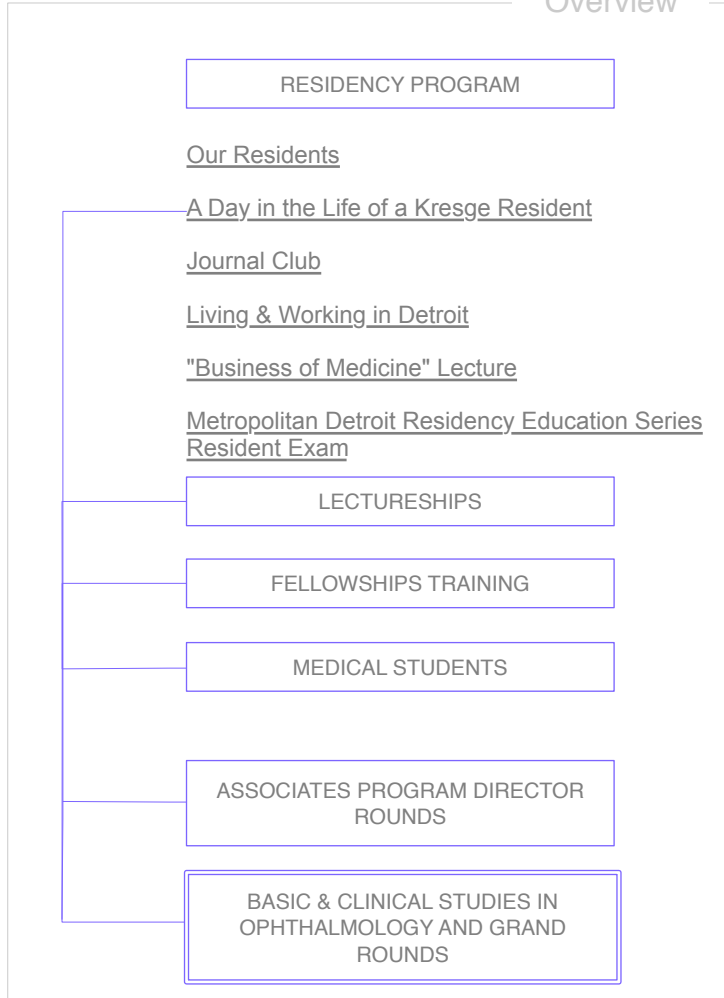 Overview
RESIDENCY PROGRAM
Our Residents
A Day in the Life of a Kresge Resident
Journal Club
Living & Working in Detroit
"Business of Medicine" Lecture
Metropolitan Detroit Residency Education Series
Resident Exam
LECTURESHIPS
FELLOWSHIPS TRAINING
MEDICAL STUDENTS
ASSOCIATES PROGRAM DIRECTOR
ROUNDS
BASIC & CLINICAL STUDIES IN
OPHTHALMOLOGY AND GRAND
ROUNDS